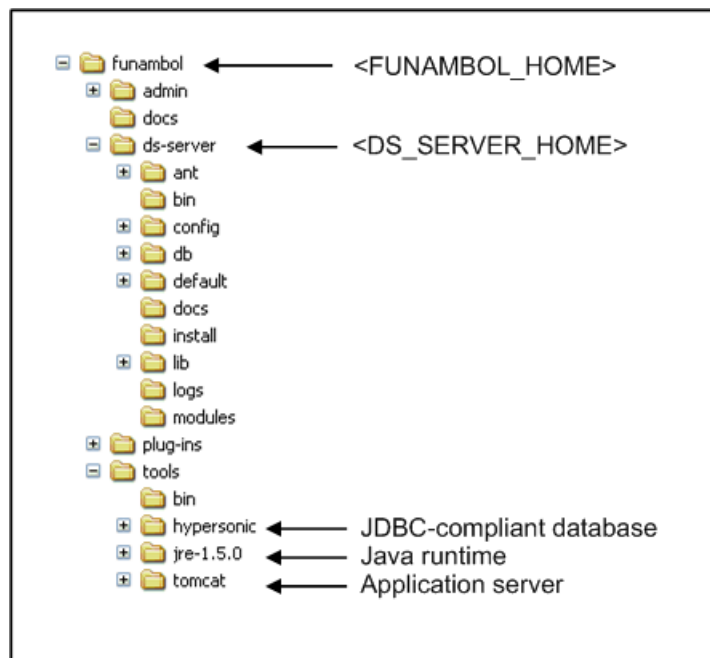 funambol <FUNAMBOL_HOME>
admin
docs
ds-server <DS_SERVER_HOME>
ant
bin
config
db
default
docs
install
lib
logs
modules
plug-ins
tools
bin
hypersonic JDBC-compliant database
jre-1.5.0 Java runtime
tomcat Application server